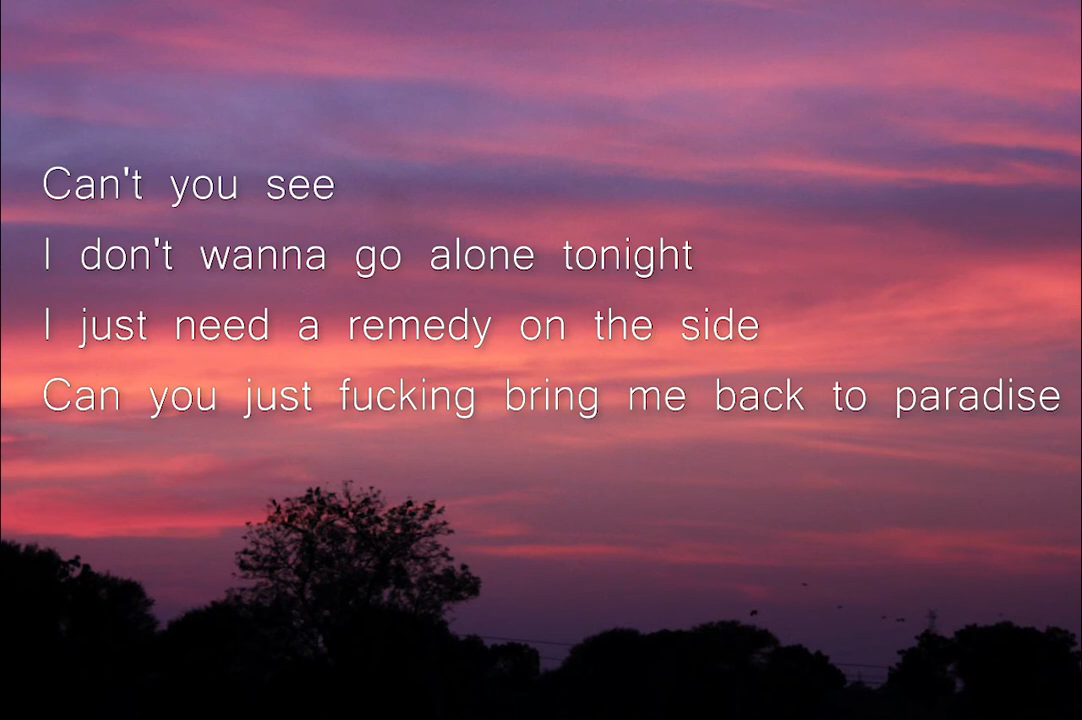 Can't you see
I don't wanna go alone tonight
I just need a remedy on the side
Can you just fucking bring me back to paradise